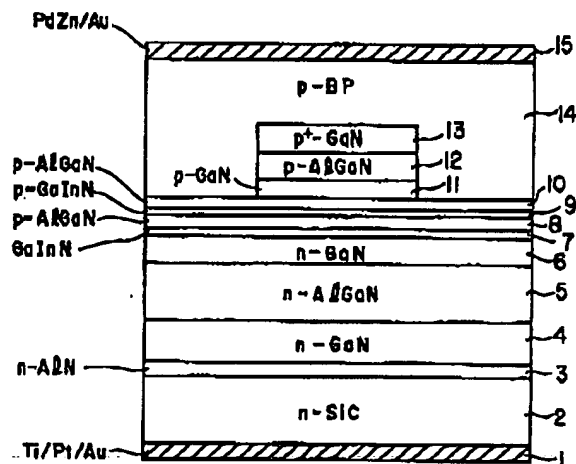 PdZn/Au
15
p-BP
14
p⁺-GaN
13
p-AlGaN
12
p-GaN
11
p-AlGaN
10
p-GaInN
9
p-AlGaN
8
GaInN
7
n-GaN
6
n-AlGaN
5
n-GaN
4
n-AlN
3
n-SiC
2
Ti/Pt/Au
1